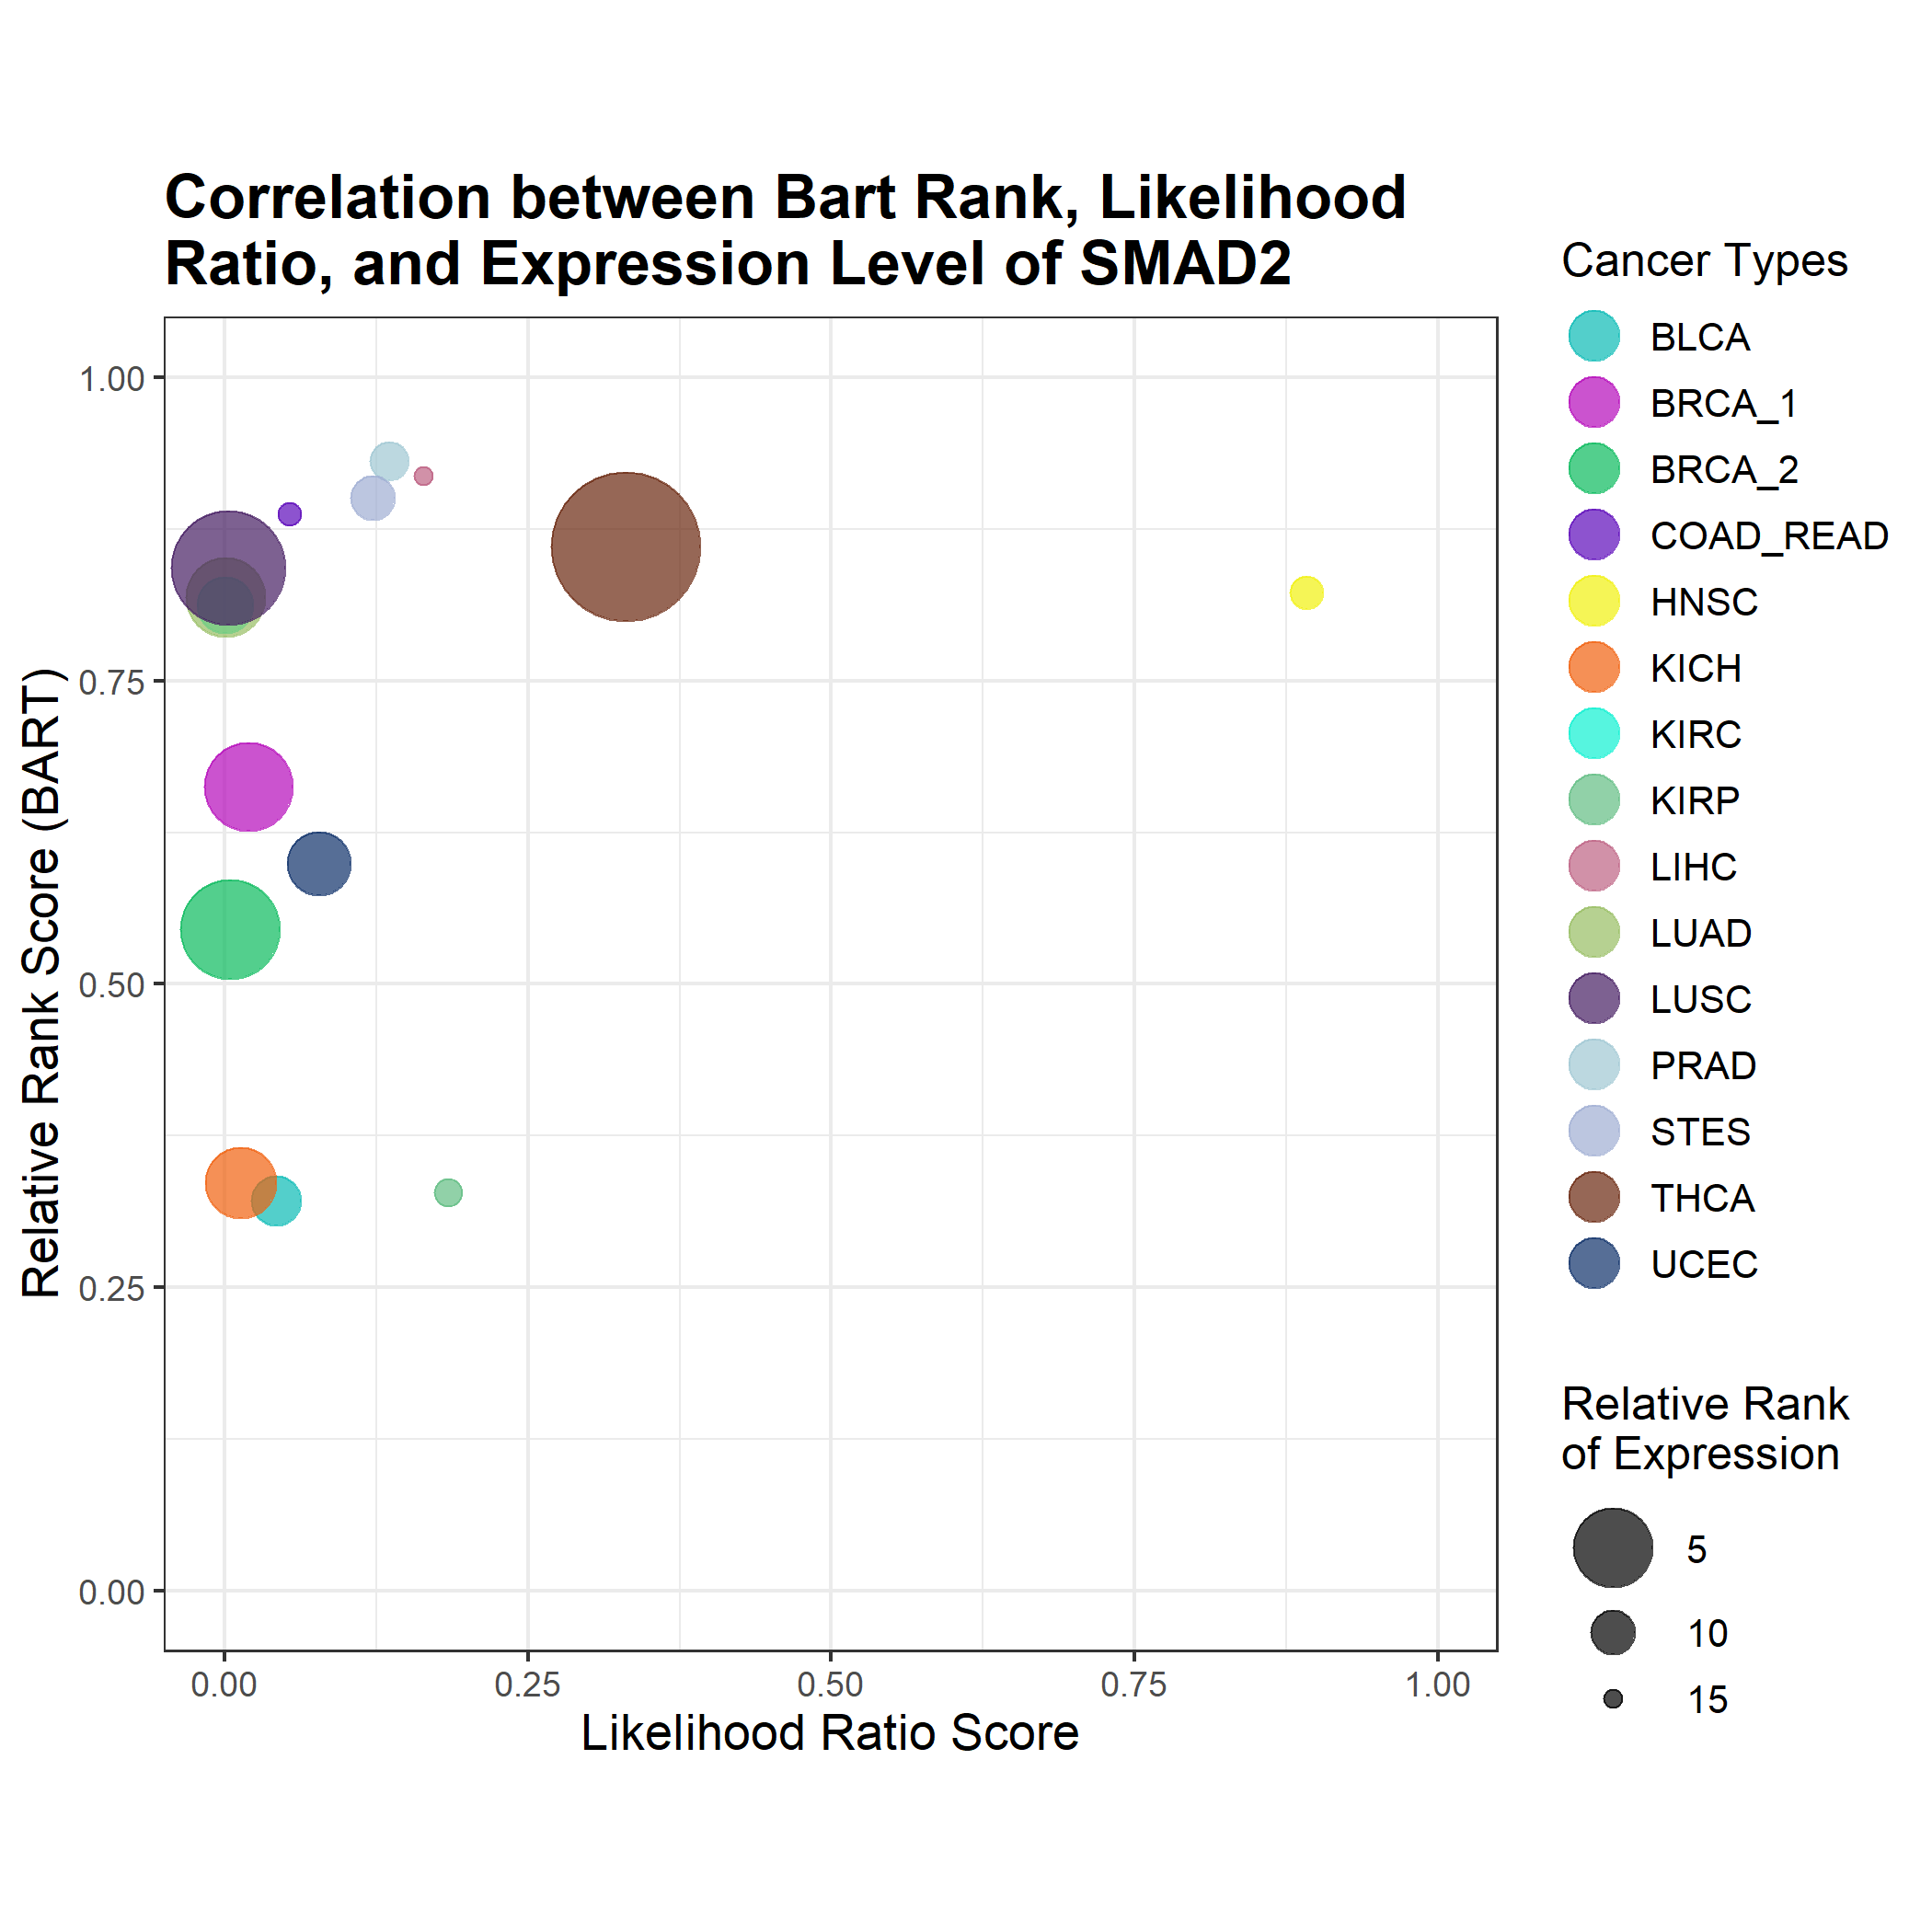 Correlation between Bart Rank, Likelihood
Ratio, and Expression Level of SMAD2
Relative Rank Score (BART)
1.00
0.75
0.50
0.25
0.00
0.00 0.25 0.50 0.75 1.00
Likelihood Ratio Score
Cancer Types
BLCA
BRCA_1
BRCA_2
COAD_READ
HNSC
KICH
KIRC
KIRP
LIHC
LUAD
LUSC
PRAD
STES
THCA
UCEC
Relative Rank
of Expression
5
10
15